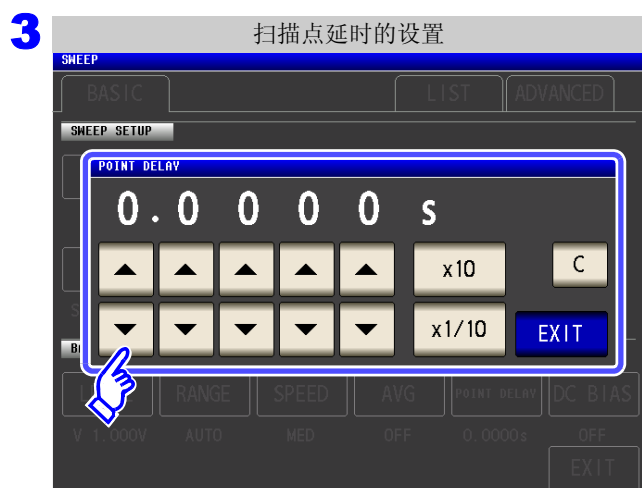 3
扫描点延时的设置
SWEEP
BASIC LIST ADVANCED
SWEEP SETUP
POINT DELAY
0.0000 s
x10 C
x1/10 EXIT
RANGE SPEED AVG POINT DELAY DC BIAS
V 1.000V AUTO MED OFF 0.0000s OFF
EXIT